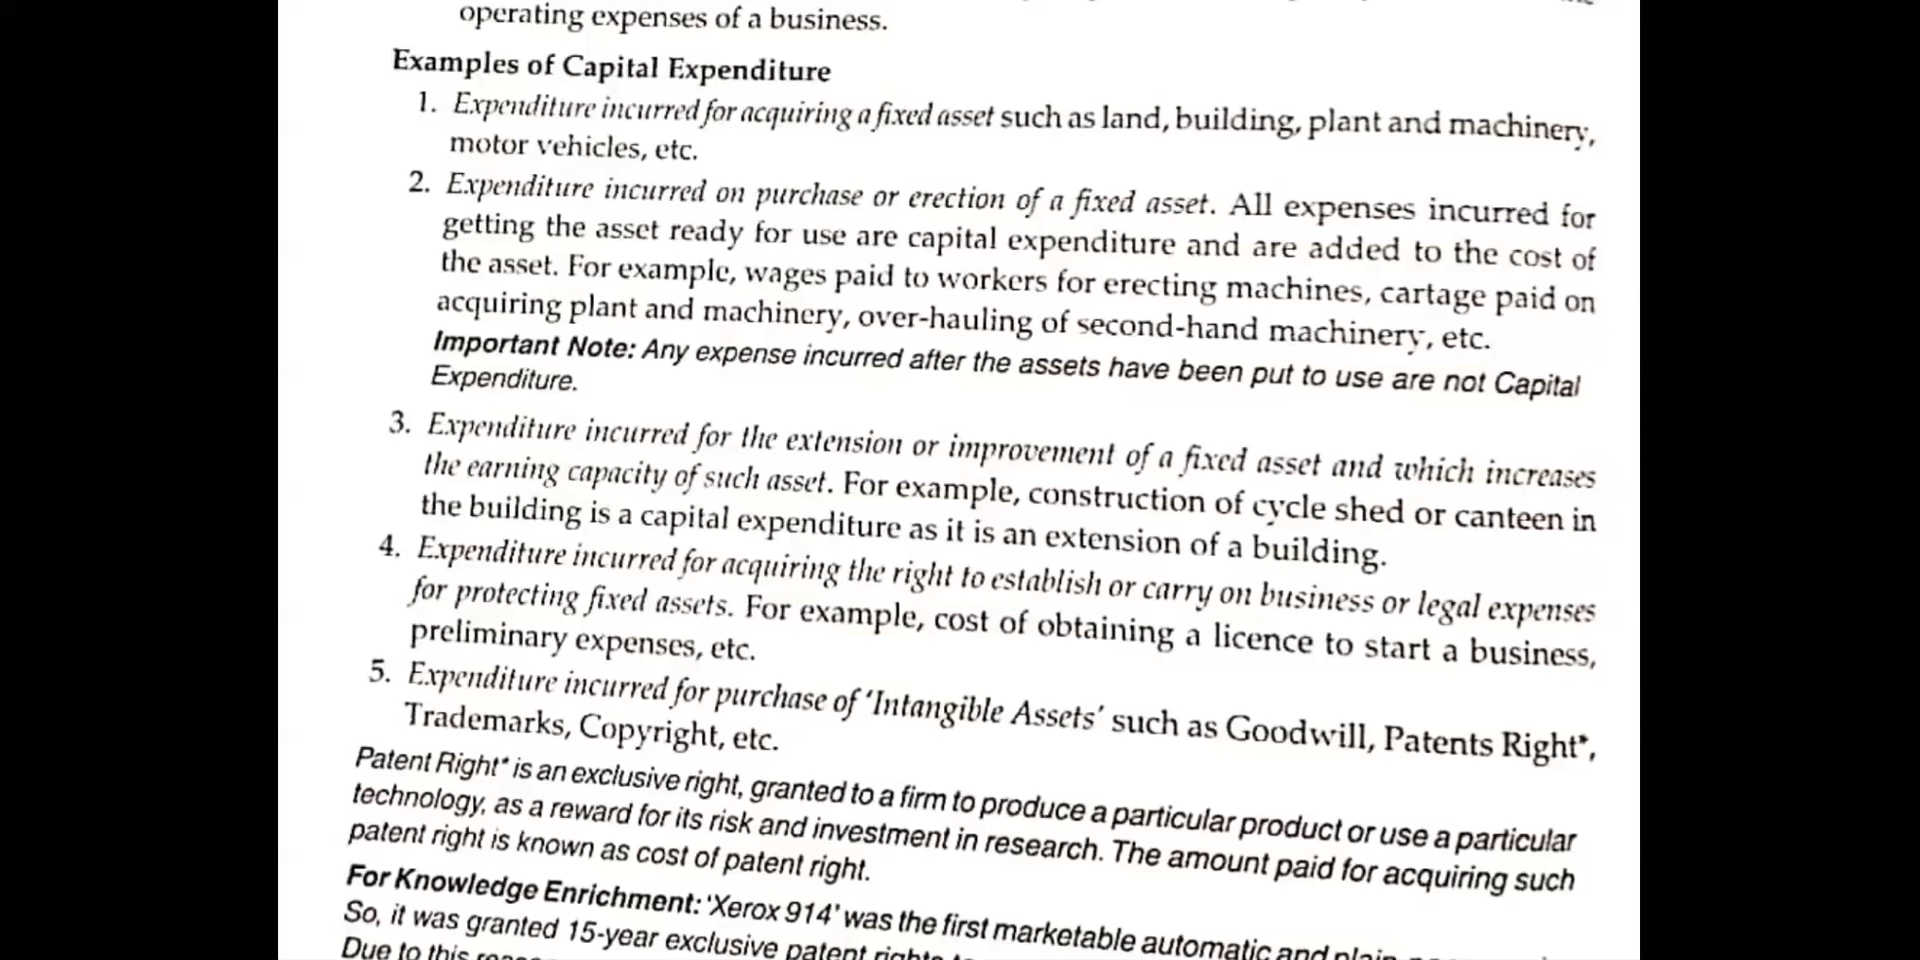 operating expenses of a business.
Examples of Capital Expenditure
1. Expenditure incurred for acquiring a fixed asset such as land, building, plant and machinery,
motor vehicles, etc.
2. Expenditure incurred on purchase or erection of a fixed asset. All expenses incurred for
getting the asset ready for use are capital expenditure and are added to the cost of
the asset. For example, wages paid to workers for erecting machines, cartage paid on
acquiring plant and machinery, over-hauling of second-hand machinery, etc.
Important Note: Any expense incurred after the assets have been put to use are not Capital
Expenditure.
3. Expenditure incurred for the extension or improvement of a fixed asset and which increases
the earning capacity of such asset. For example, construction of cycle shed or canteen in
the building is a capital expenditure as it is an extension of a building.
4. Expenditure incurred for acquiring the right to establish or carry on business or legal expenses
for protecting fixed assets. For example, cost of obtaining a licence to start a business,
preliminary expenses, etc.
5. Expenditure incurred for purchase of 'Intangible Assets' such as Goodwill, Patents Right*,
Trademarks, Copyright, etc.
Patent Right* is an exclusive right, granted to a firm to produce a particular product or use a particular
technology, as a reward for its risk and investment in research. The amount paid for acquiring such
patent right is known as cost of patent right.
For Knowledge Enrichment: 'Xerox 914' was the first marketable automatic and
So, it was granted 15-year exclusive patent rights
Due to this